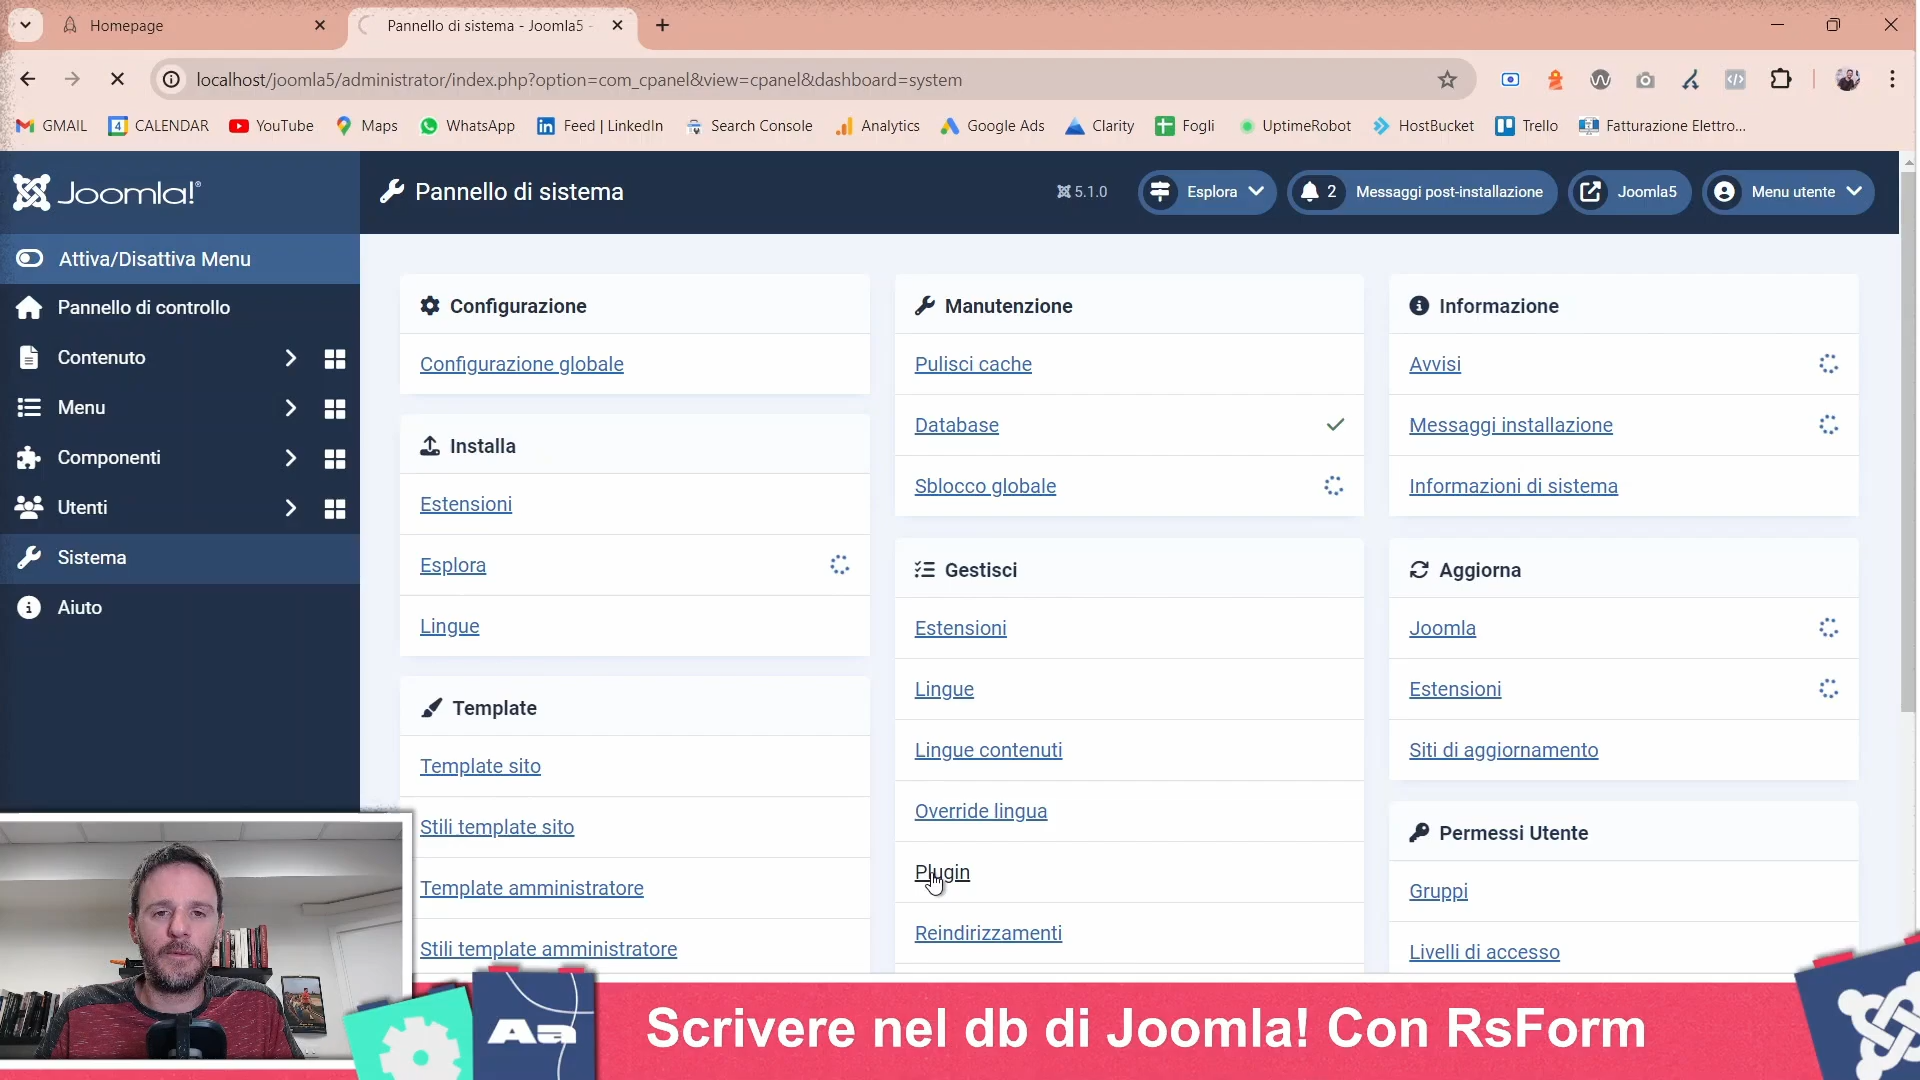 Homepage
Pannello di sistema - Joomla5 -
localhost/joomla5/administrator/index.php?option=com_cpanel&view=cpanel&dashboard=system
GMAIL
4 CALENDAR
YouTube
Maps
WhatsApp
Feed | LinkedIn
Search Console
Analytics
Google Ads
Clarity
Fogli
UptimeRobot
HostBucket
Trello
Fatturazione Elettro...
Joomla!
Pannello di sistema
5.1.0
Esplora
2 Messaggi post-installazione
Joomla5
Menu utente
Attiva/Disattiva Menu
Pannello di controllo
Contenuto
Menu
Componenti
Utenti
Sistema
Aiuto
Configurazione
Configurazione globale
Installa
Estensioni
Esplora
Lingue
Template
Template sito
Stili template sito
Template amministratore
Stili template amministratore
Manutenzione
Pulisci cache
Database
Sblocco globale
Gestisci
Estensioni
Lingue
Lingue contenuti
Override lingua
Plugin
Reindirizzamenti
Informazione
Avvisi
Messaggi installazione
Informazioni di sistema
Aggiorna
Joomla
Estensioni
Siti di aggiornamento
Permessi Utente
Gruppi
Livelli di accesso
Aa
Scrivere nel db di Joomla! Con RsForm